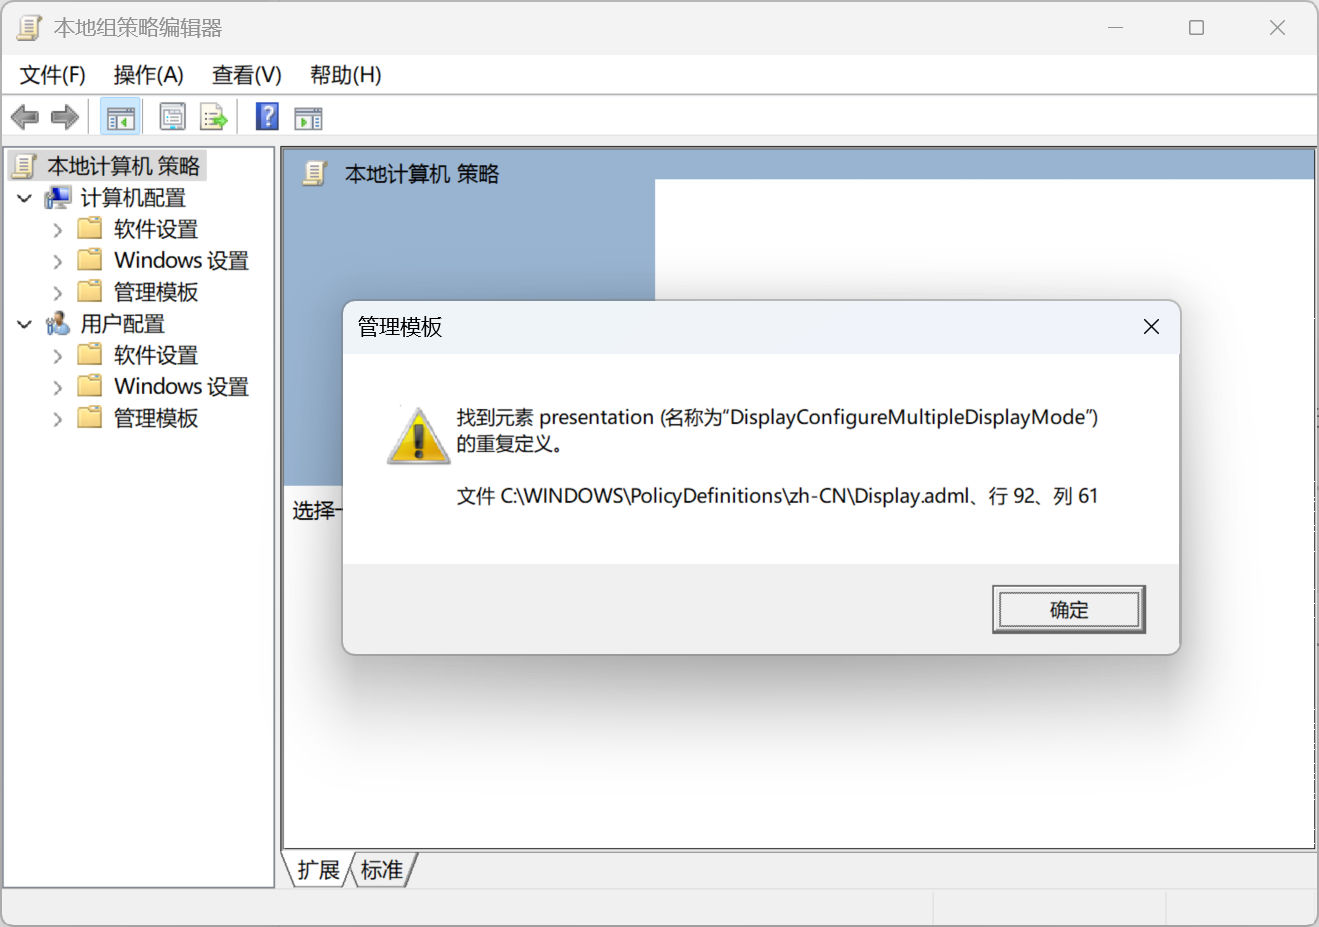 本地组策略编辑器
文件(F) 操作(A) 查看(V) 帮助(H)
本地计算机 策略
计算机配置
软件设置
Windows 设置
管理模板
用户配置
软件设置
Windows 设置
管理模板
本地计算机 策略
选择一
管理模板
找到元素 presentation (名称为“DisplayConfigureMultipleDisplayMode”)
的重复定义。
文件 C:\WINDOWS\PolicyDefinitions\zh-CN\Display.adml、行 92、列 61
确定
扩展 标准